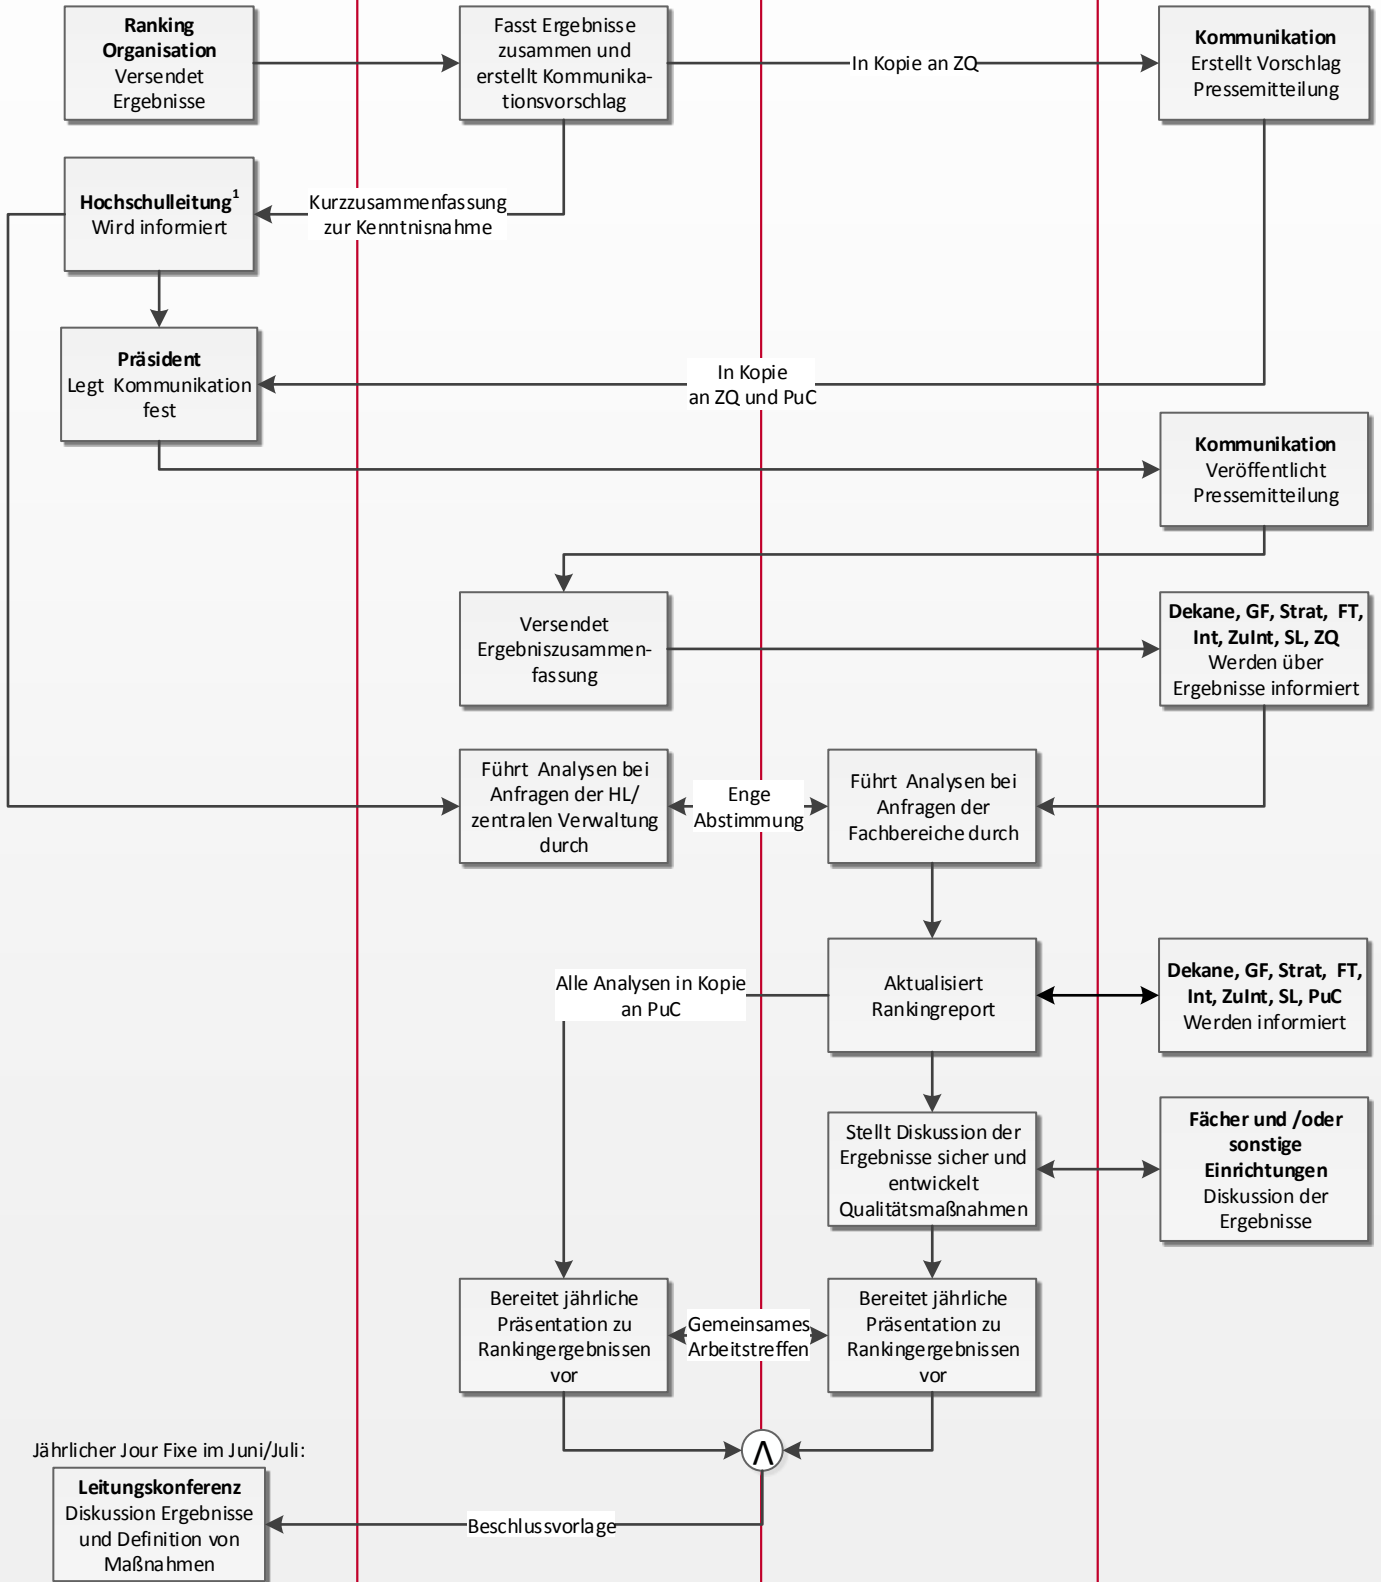 Ranking
Organisation
Versendet
Ergebnisse
Fasst Ergebnisse
zusammen und
erstellt Kommunika-
tionsvorschlag
In Kopie an ZQ
Kommunikation
Erstellt Vorschlag
Pressemitteilung
Hochschulleitung¹
Wird informiert
Kurzzusammenfassung
zur Kenntnisnahme
Präsident
Legt Kommunikation
fest
In Kopie
an ZQ und PuC
Kommunikation
Veröffentlicht
Pressemitteilung
Versendet
Ergebniszusammen-
fassung
Dekane, GF, Strat, FT,
Int, ZuInt, SL, ZQ
Werden über
Ergebnisse informiert
Führt Analysen bei
Anfragen der HL/
zentralen Verwaltung
durch
Enge
Abstimmung
Führt Analysen bei
Anfragen der
Fachbereiche durch
Alle Analysen in Kopie
an PuC
Aktualisiert
Rankingreport
Dekane, GF, Strat, FT,
Int, ZuInt, SL, PuC
Werden informiert
Stellt Diskussion der
Ergebnisse sicher und
entwickelt
Qualitätsmaßnahmen
Fächer und /oder
sonstige
Einrichtungen
Diskussion der
Ergebnisse
Bereitet jährliche
Präsentation zu
Rankingergebnissen
vor
Gemeinsames
Arbeitstreffen
Bereitet jährliche
Präsentation zu
Rankingergebnissen
vor
Λ
Jährlicher Jour Fixe im Juni/Juli:
Leitungskonferenz
Diskussion Ergebnisse
und Definition von
Maßnahmen
Beschlussvorlage